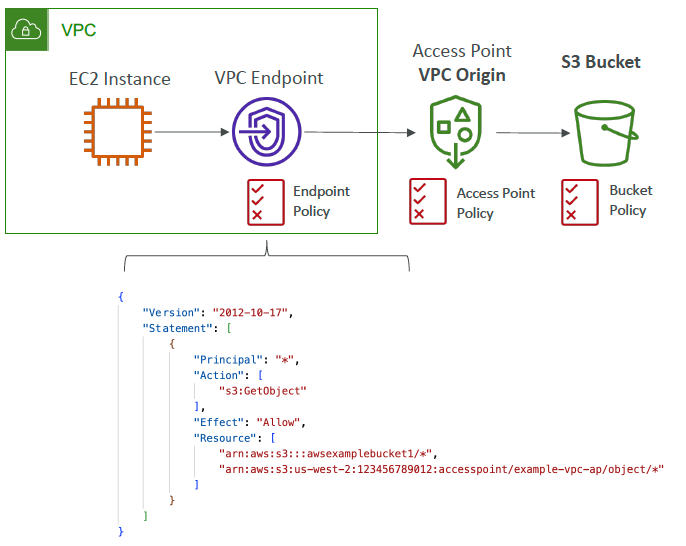 VPC
EC2 Instance
VPC Endpoint
Access Point
VPC Origin
S3 Bucket
Endpoint
Policy
Access Point
Policy
Bucket
Policy
{
    "Version": "2012-10-17",
    "Statement": [
        {
            "Principal": "*",
            "Action": [
                "s3:GetObject"
            ],
            "Effect": "Allow",
            "Resource": [
                "arn:aws:s3:::awsexamplebucket1/*",
                "arn:aws:s3:us-west-2:123456789012:accesspoint/example-vpc-ap/object/*"
            ]
        }
    ]
}